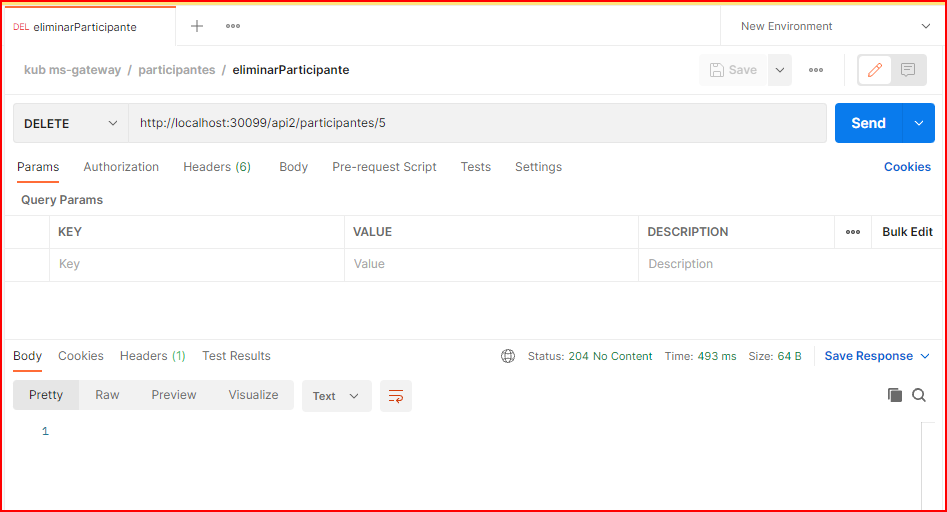 DEL eliminarParticipante + ••• New Environment
kub ms-gateway / participantes / eliminarParticipante Save •••
DELETE http://localhost:30099/api2/participantes/5 Send
Params Authorization Headers (6) Body Pre-request Script Tests Settings Cookies
Query Params
KEY VALUE DESCRIPTION ••• Bulk Edit
Key Value Description
Body Cookies Headers (1) Test Results Status: 204 No Content Time: 493 ms Size: 64 B Save Response
Pretty Raw Preview Visualize Text
1